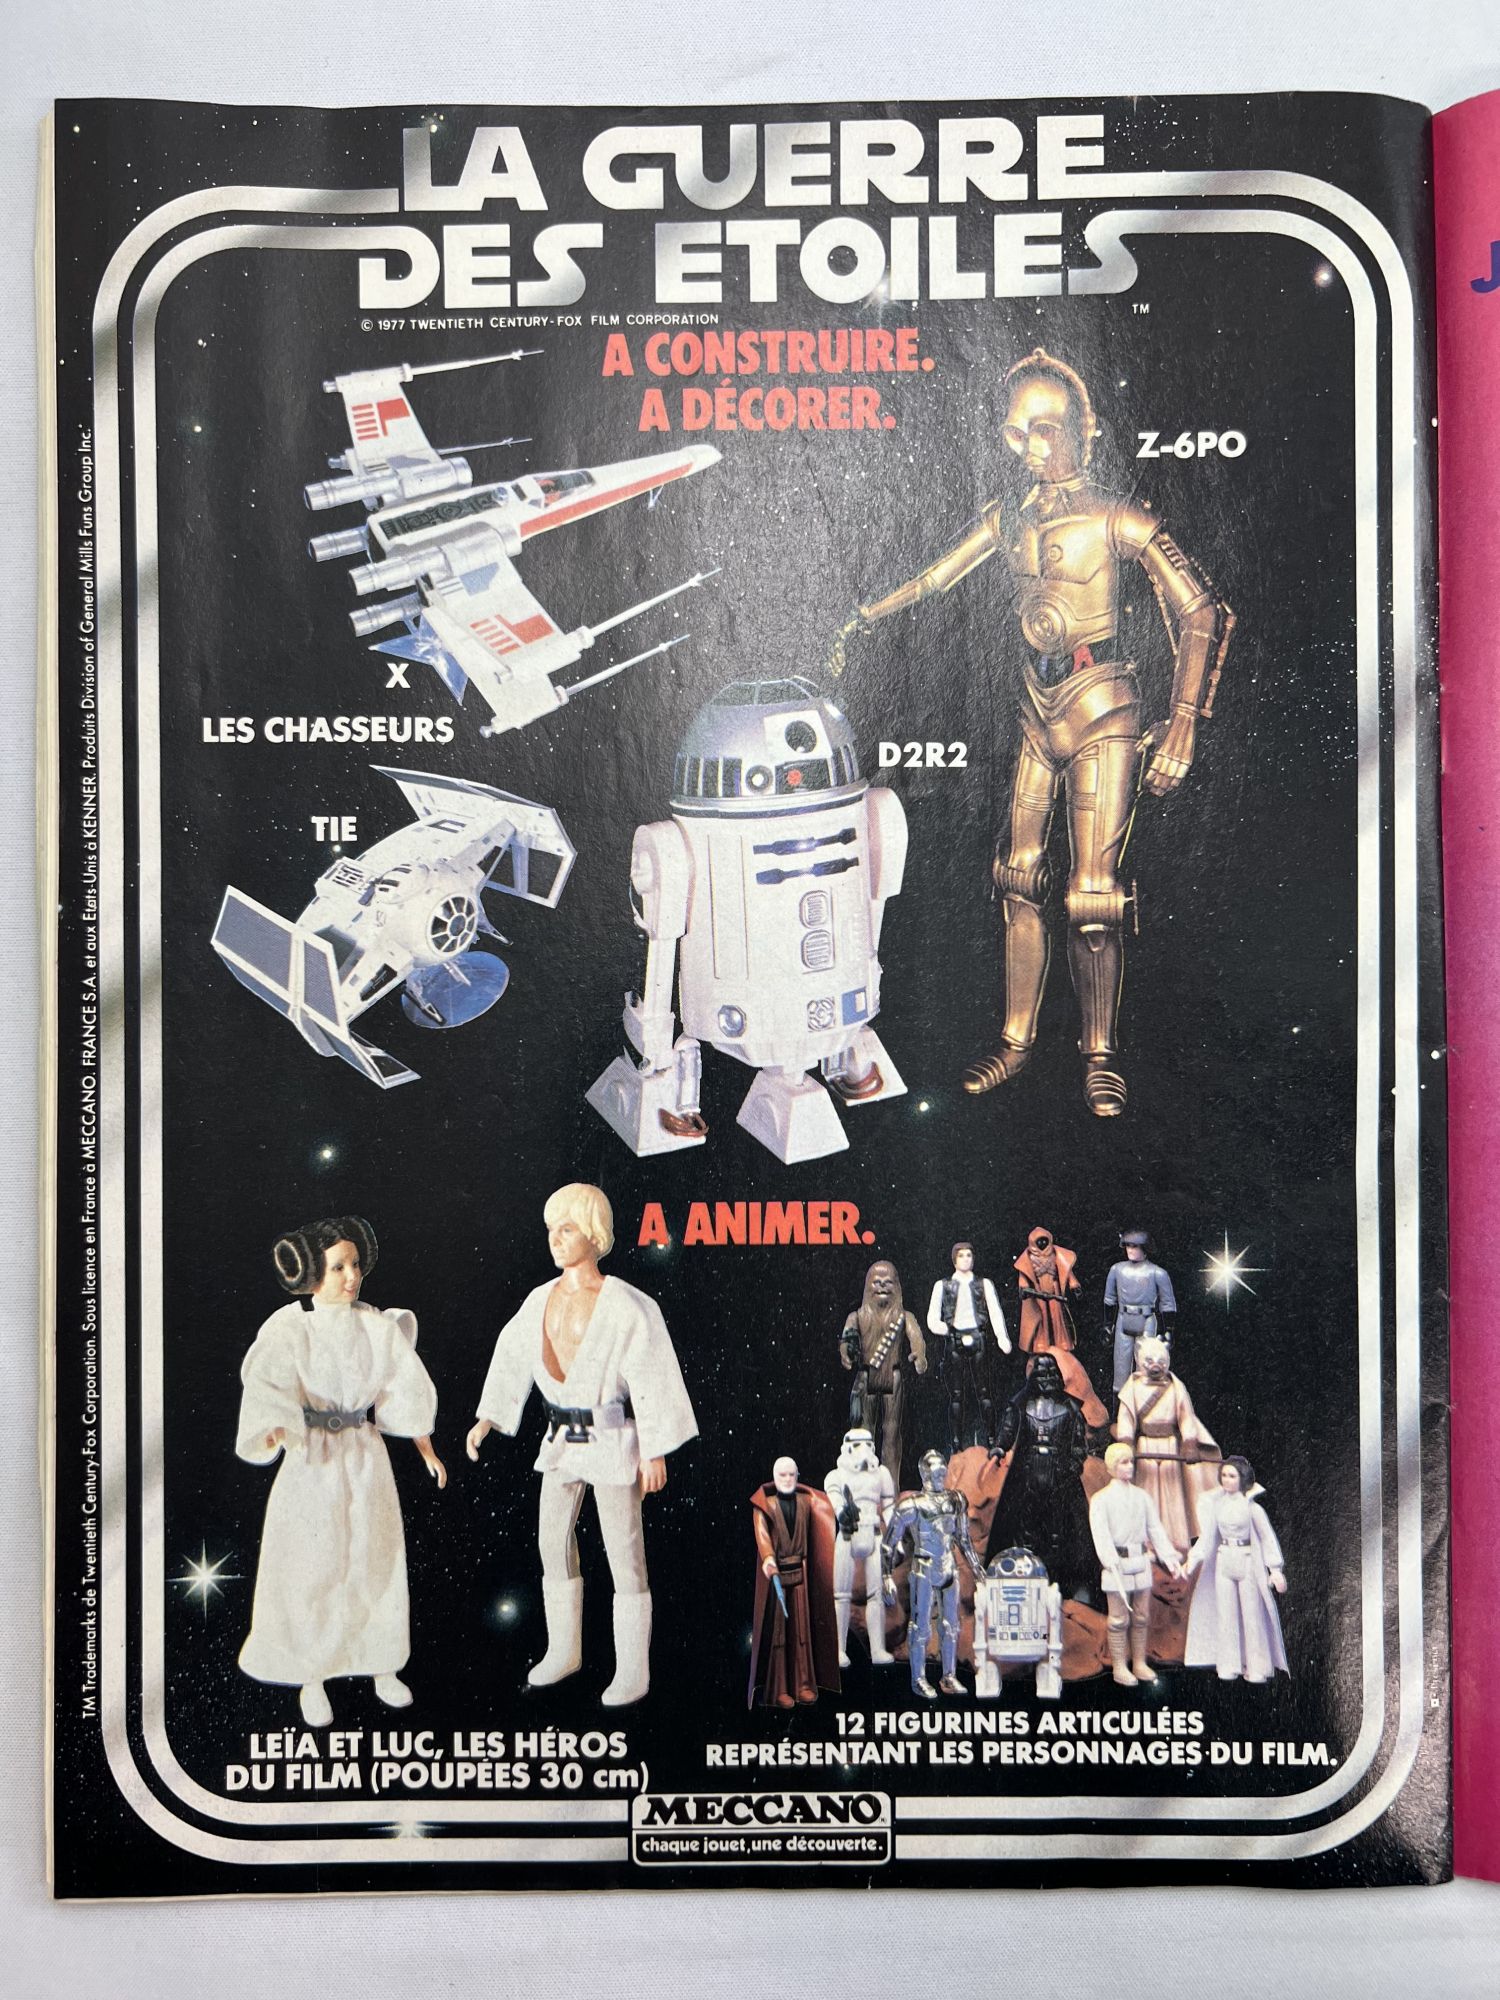 LA GUERRE
DES ETOILES
TM
© 1977 TWENTIETH CENTURY-FOX FILM CORPORATION
A CONSTRUIRE.
A DÉCORER.
Z-6PO
X
LES CHASSEURS
D2R2
TIE
A ANIMER.
LEÏA ET LUC, LES HÉROS
DU FILM (POUPÉES 30 cm)
12 FIGURINES ARTICULÉES
REPRÉSENTANT LES PERSONNAGES DU FILM.
MECCANO
chaque jouet, une découverte.
TM Trademarks de Twentieth Century-Fox Corporation. Sous licence en France à MECCANO. FRANCE S.A. et aux Etats-Unis à KENNER. Produits Division of General Mills Funs Group Inc.
J